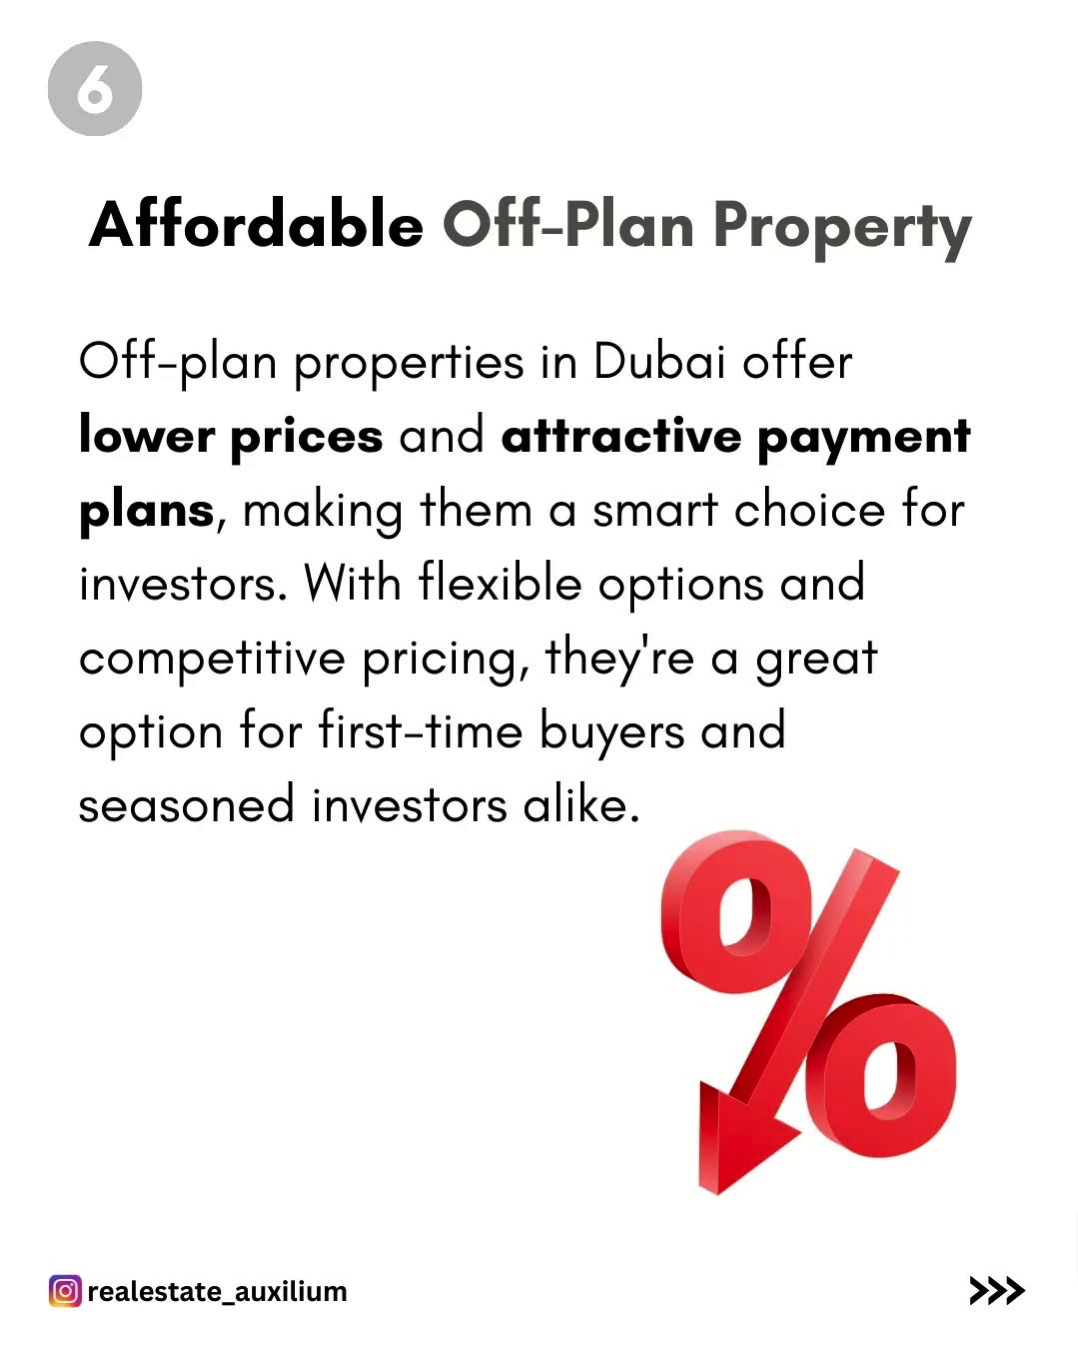 6
Affordable Off-Plan Property
Off-plan properties in Dubai offer
lower prices and attractive payment
plans, making them a smart choice for
investors. With flexible options and
competitive pricing, they're a great
option for first-time buyers and
seasoned investors alike.
%
realestate_auxilium